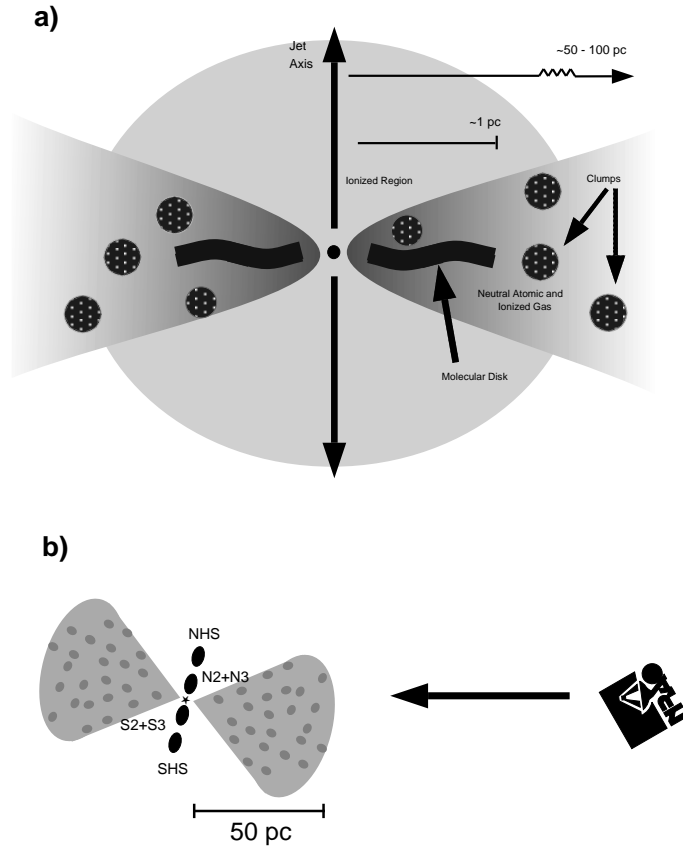 a)
Jet
Axis
~50 - 100 pc
~1 pc
Ionized Region
Clumps
Neutral Atomic and
Ionized Gas
Molecular Disk
b)
NHS
N2+N3
S2+S3
SHS
50 pc